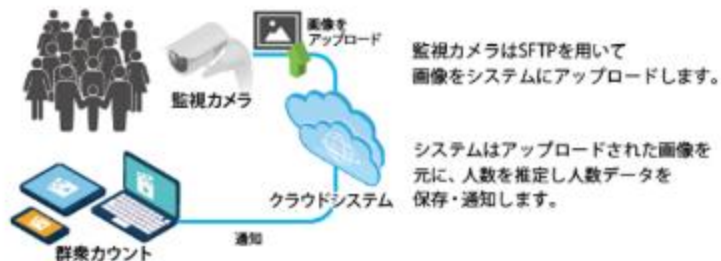 画像を
アップロード
監視カメラ
監視カメラはSFTPを用いて
画像をシステムにアップロードします。
クラウドシステム
システムはアップロードされた画像を
元に、人数を推定し人数データを
保存・通知します。
通知
群衆カウント